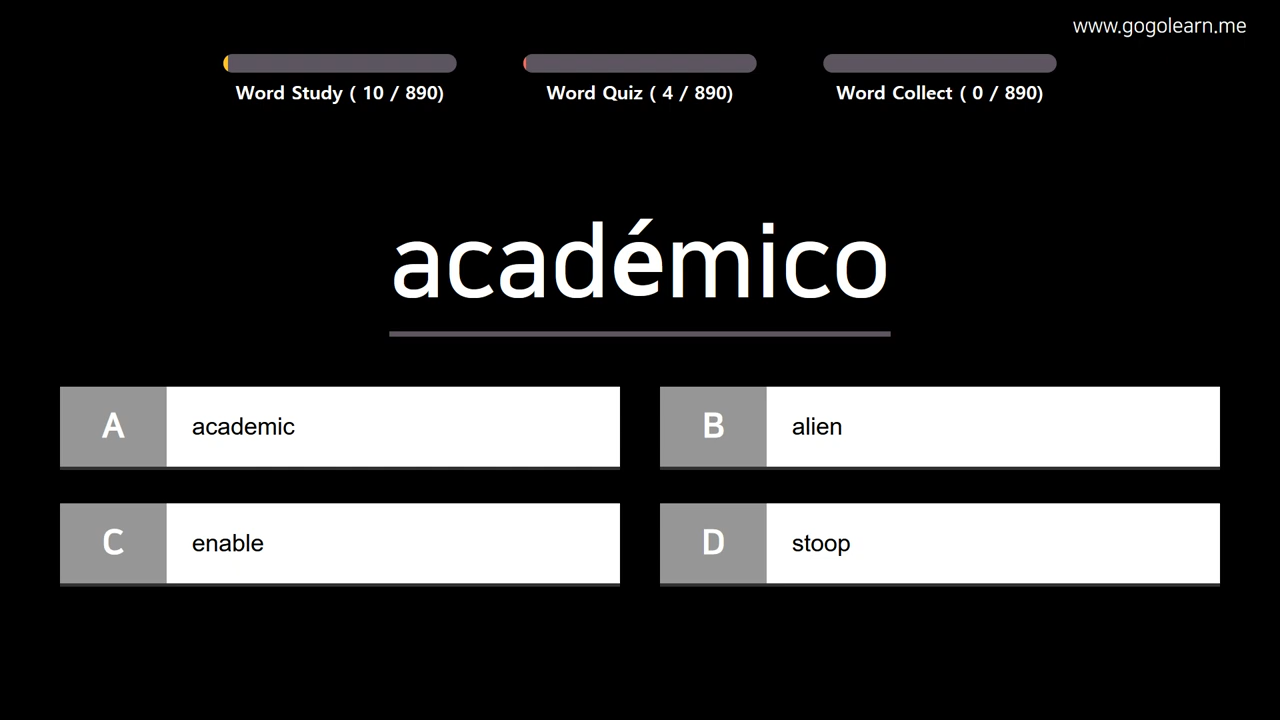 www.gogolearn.me
Word Study ( 10 / 890)
Word Quiz ( 4 / 890)
Word Collect ( 0 / 890)
académico
A academic
B alien
C enable
D stoop